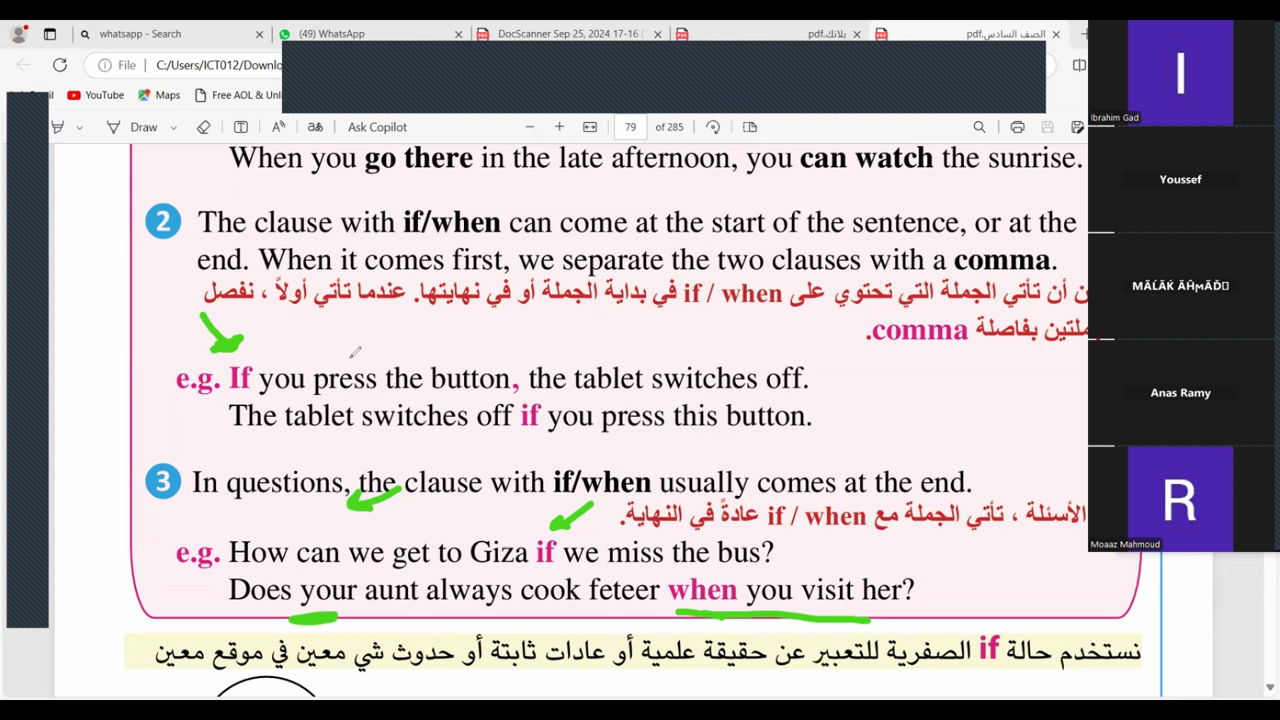 whatsapp - Search
(49) WhatsApp
DocScanner Sep 25, 2024 17-16
بلانك.pdf
الصف السادس.pdf
File
C:/Users/ICT012/Downlo
YouTube
Maps
Free AOL & Unl
Draw
Ask Copilot
79
of 285
When you go there in the late afternoon, you can watch the sunrise.
2 The clause with if/when can come at the start of the sentence, or at the
end. When it comes first, we separate the two clauses with a comma.
ن أن تأتي الجملة التي تحتوي على if / when في بداية الجملة أو في نهايتها. عندما تأتي أولاً ، نفصل
ملتين بفاصلة comma.
e.g. If you press the button, the tablet switches off.
The tablet switches off if you press this button.
3 In questions, the clause with if/when usually comes at the end.
الأسئلة ، تأتي الجملة مع if / when عادةً في النهاية.
e.g. How can we get to Giza if we miss the bus?
Does your aunt always cook feteer when you visit her?
نستخدم حالة if الصفرية للتعبير عن حقيقة علمية أو عادات ثابتة أو حدوث شي معين في موقع معين
I
Ibrahim Gad
Youssef
Anas Ramy
R
Moaaz Mahmoud